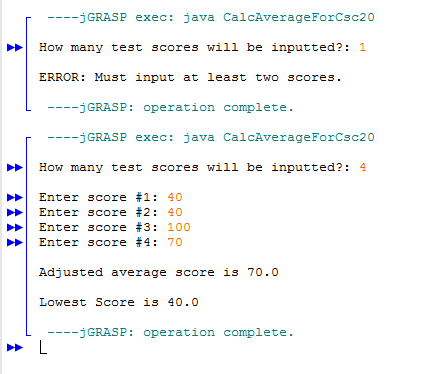 ----jGRASP exec: java CalcAverageForCsc20
How many test scores will be inputted?: 1
ERROR: Must input at least two scores.
----jGRASP: operation complete.
----jGRASP exec: java CalcAverageForCsc20
How many test scores will be inputted?: 4
Enter score #1: 40
Enter score #2: 40
Enter score #3: 100
Enter score #4: 70
Adjusted average score is 70.0
Lowest Score is 40.0
----jGRASP: operation complete.